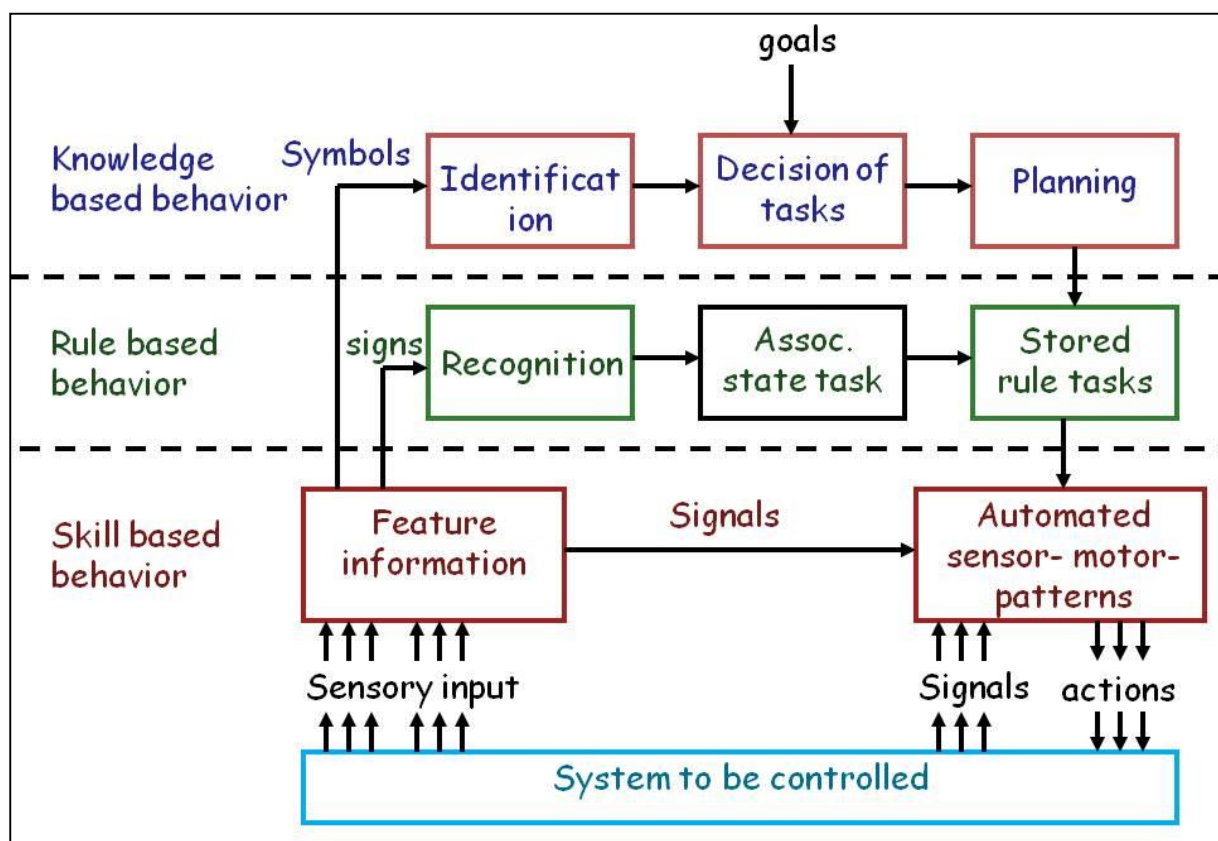 goals
Knowledge
based behavior
Symbols
Identificat
ion
Decision of
tasks
Planning
Rule based
behavior
signs
Recognition
Assoc.
state task
Stored
rule tasks
Skill based
behavior
Feature
information
Signals
Automated
sensor- motor-
patterns
Sensory input
Signals
actions
System to be controlled